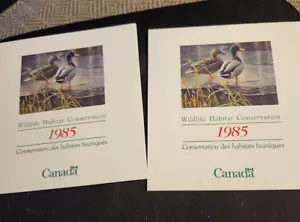 Wildlife Habitat Conservation
1985
Conservation des habitats fauniques
Canada
Wildlife Habitat Conservation
1985
Conservation des habitats fauniques
Canada